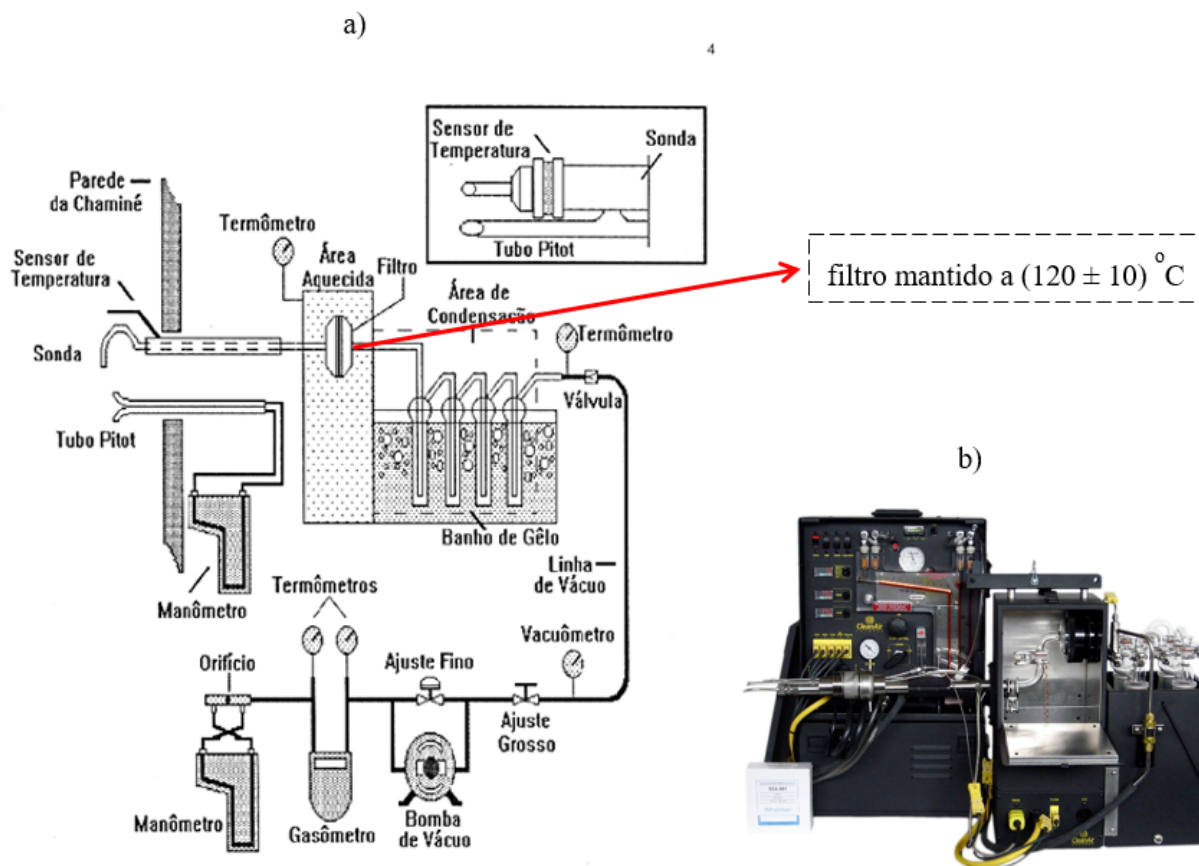 a)
4
Sensor de
Temperatura
Sonda
Tubo Pitot
Parede
da Chaminé
Termômetro
Área
Aquecida
Filtro
Sensor de
Temperatura
Área de
Condensação
filtro mantido a (120 ± 10) °C
Termômetro
Sonda
Válvula
Tubo Pitot
Banho de Gêlo
Linha
de Vácuo
Manômetro
Termômetros
Vacuômetro
Orifício
Ajuste Fino
Ajuste
Grosso
Manômetro
Gasômetro
Bomba
de Vácuo
b)
CleanAir